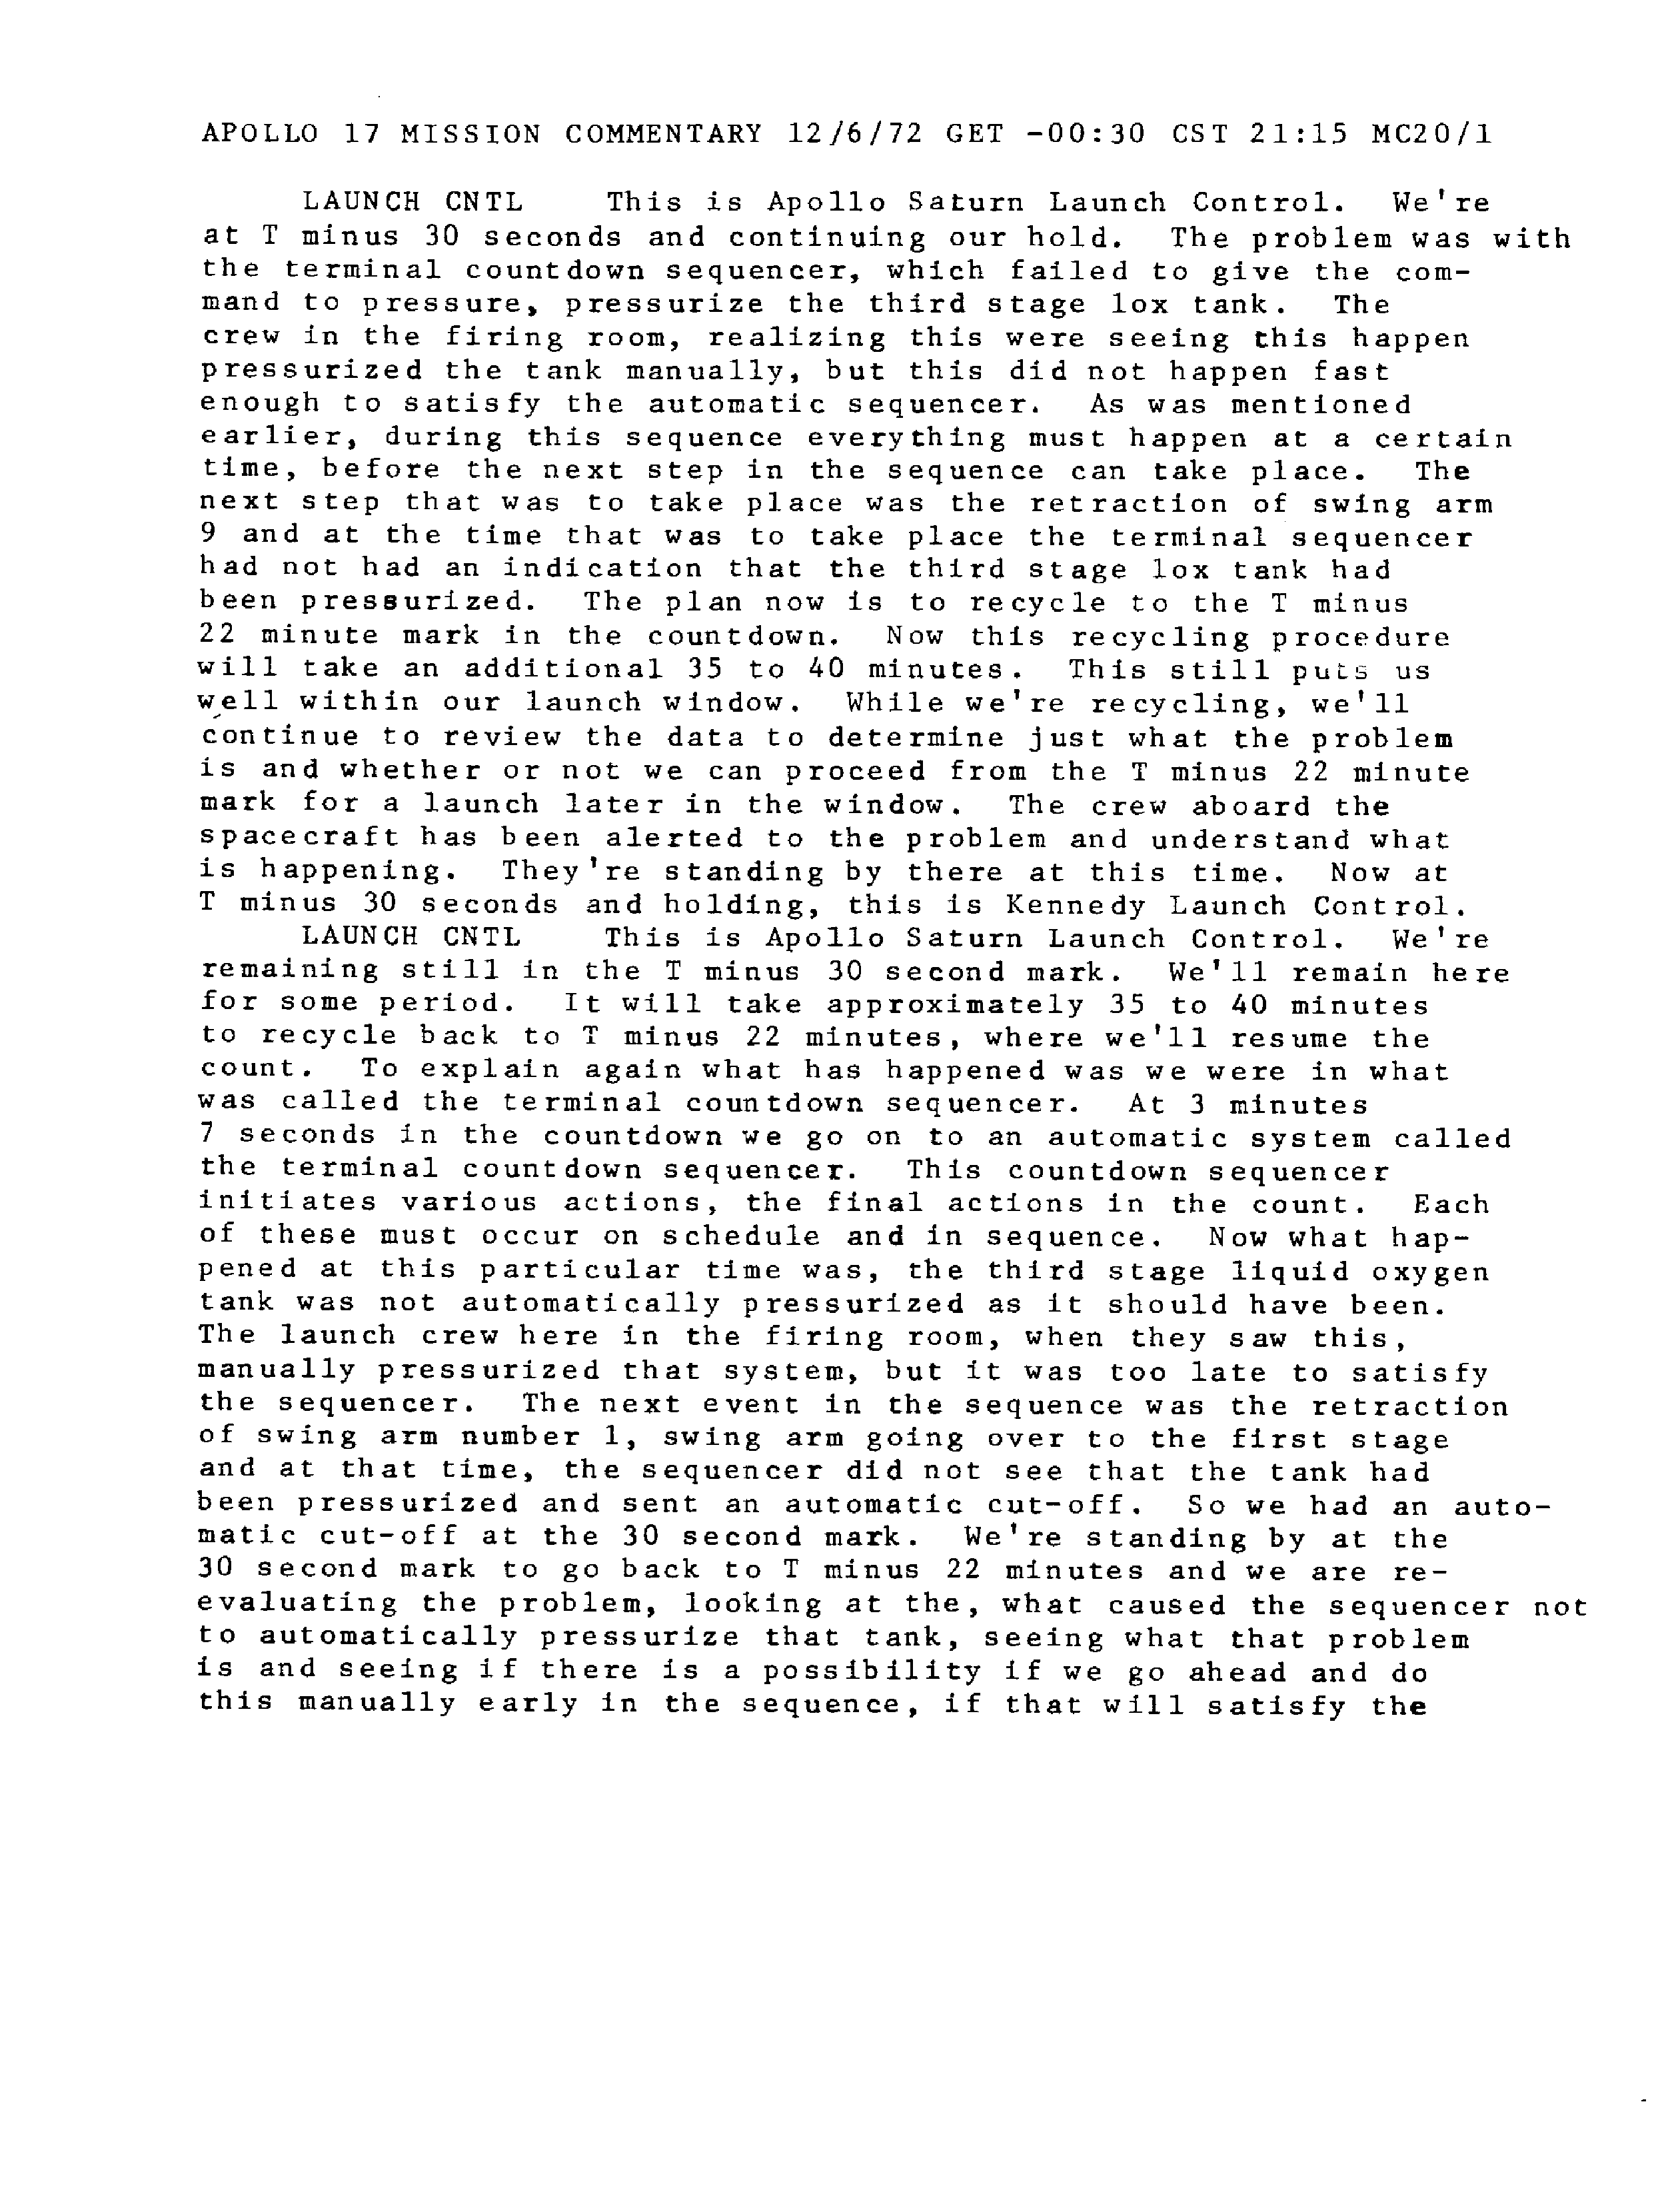 APOLLO 17 MISSION COMMENTARY 12/6/72 GET -00:30 CST 21:15 MC20/1
LAUNCH CNTL This is Apollo Saturn Launch Control. We're
at T minus 30 seconds and continuing our hold. The problem was with
the terminal countdown sequencer, which failed to give the com-
mand to pressure, pressurize the third stage lox tank. The
crew in the firing room, realizing this were seeing this happen
pressurized the tank manually, but this did not happen fast
enough to satisfy the automatic sequencer. As was mentioned
earlier, during this sequence everything must happen at a certain
time, before the next step in the sequence can take place. The
next step that was to take place was the retraction of swing arm
9 and at the time that was to take place the terminal sequencer
had not had an indication that the third stage lox tank had
been pressurized. The plan now is to recycle to the T minus
22 minute mark in the countdown. Now this recycling procedure
will take an additional 35 to 40 minutes. This still puts us
well within our launch window. While we're recycling, we'll
continue to review the data to determine just what the problem
is and whether or not we can proceed from the T minus 22 minute
mark for a launch later in the window. The crew aboard the
spacecraft has been alerted to the problem and understand what
is happening. They're standing by there at this time. Now at
T minus 30 seconds and holding, this is Kennedy Launch Control.
LAUNCH CNTL This is Apollo Saturn Launch Control. We're
remaining still in the T minus 30 second mark. We'll remain here
for some period. It will take approximately 35 to 40 minutes
to recycle back to T minus 22 minutes, where we'll resume the
count. To explain again what has happened was we were in what
was called the terminal countdown sequencer. At 3 minutes
7 seconds in the countdown we go on to an automatic system called
the terminal countdown sequencer. This countdown sequencer
initiates various actions, the final actions in the count. Each
of these must occur on schedule and in sequence. Now what hap-
pened at this particular time was, the third stage liquid oxygen
tank was not automatically pressurized as it should have been.
The launch crew here in the firing room, when they saw this,
manually pressurized that system, but it was too late to satisfy
the sequencer. The next event in the sequence was the retraction
of swing arm number 1, swing arm going over to the first stage
and at that time, the sequencer did not see that the tank had
been pressurized and sent an automatic cut-off. So we had an auto-
matic cut-off at the 30 second mark. We're standing by at the
30 second mark to go back to T minus 22 minutes and we are re-
evaluating the problem, looking at the, what caused the sequencer not
to automatically pressurize that tank, seeing what that problem
is and seeing if there is a possibility if we go ahead and do
this manually early in the sequence, if that will satisfy the